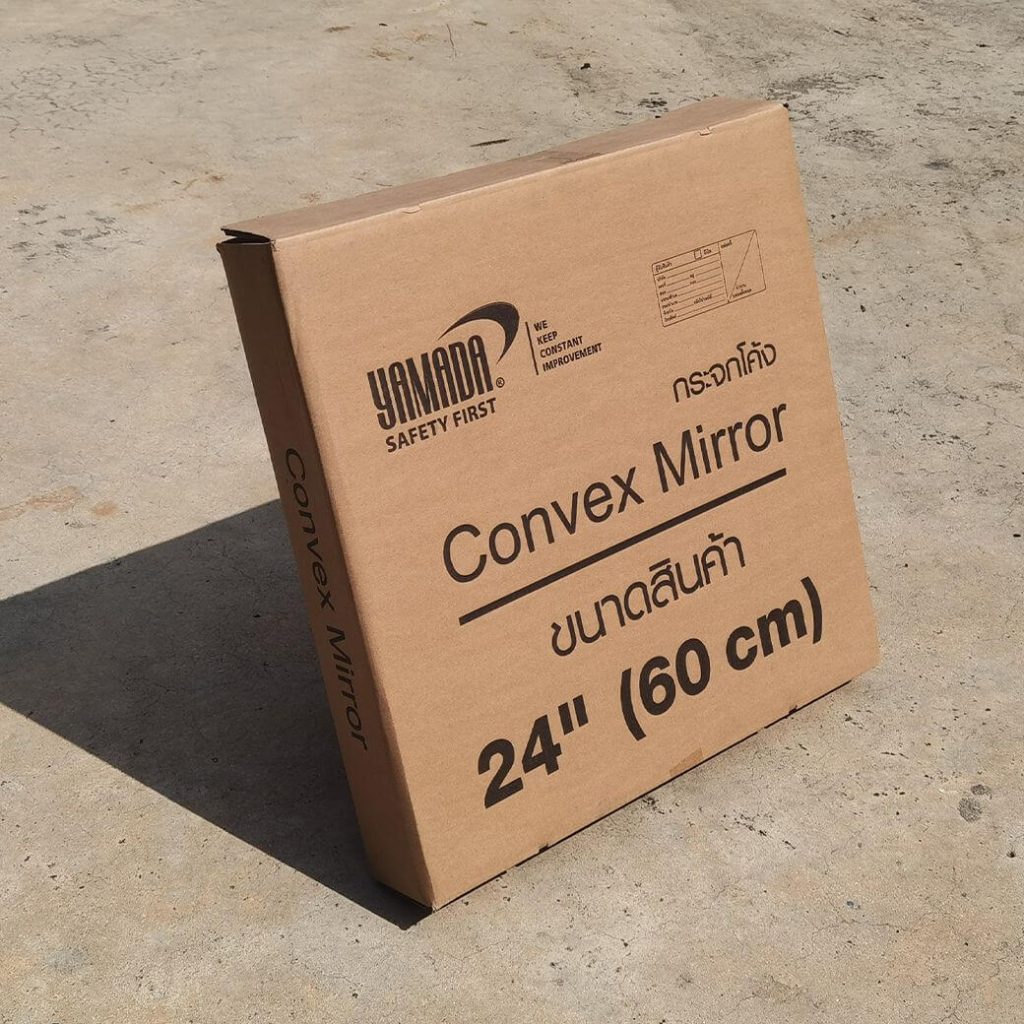 YAMADA®
SAFETY FIRST
WE
KEEP
CONSTANT
IMPROVEMENT
กระจกโค้ง
Convex Mirror
ขนาดสินค้า
24" (60 cm)
Convex Mirror